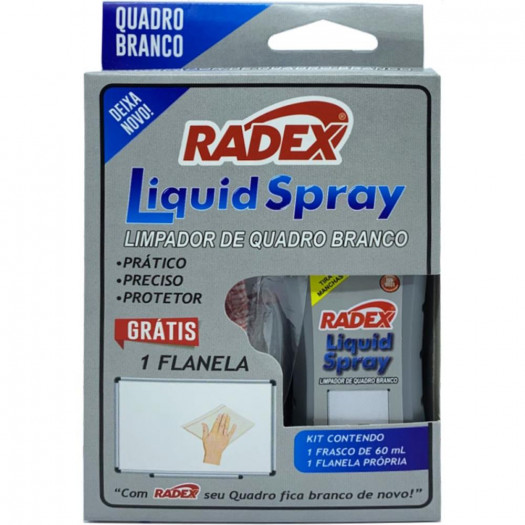 QUADRO
BRANCO
DEIXA
NOVO!
RADEX
Liquid Spray
LIMPADOR DE QUADRO BRANCO
•PRÁTICO
•PRECISO
•PROTETOR
GRÁTIS
1 FLANELA
TIRA
MANCHAS
RADEX
Liquid
Spray
LIMPADOR DE QUADRO BRANCO
KIT CONTENDO
1 FRASCO DE 60 mL
1 FLANELA PRÓPRIA
"Com RADEX seu Quadro fica branco de novo!"